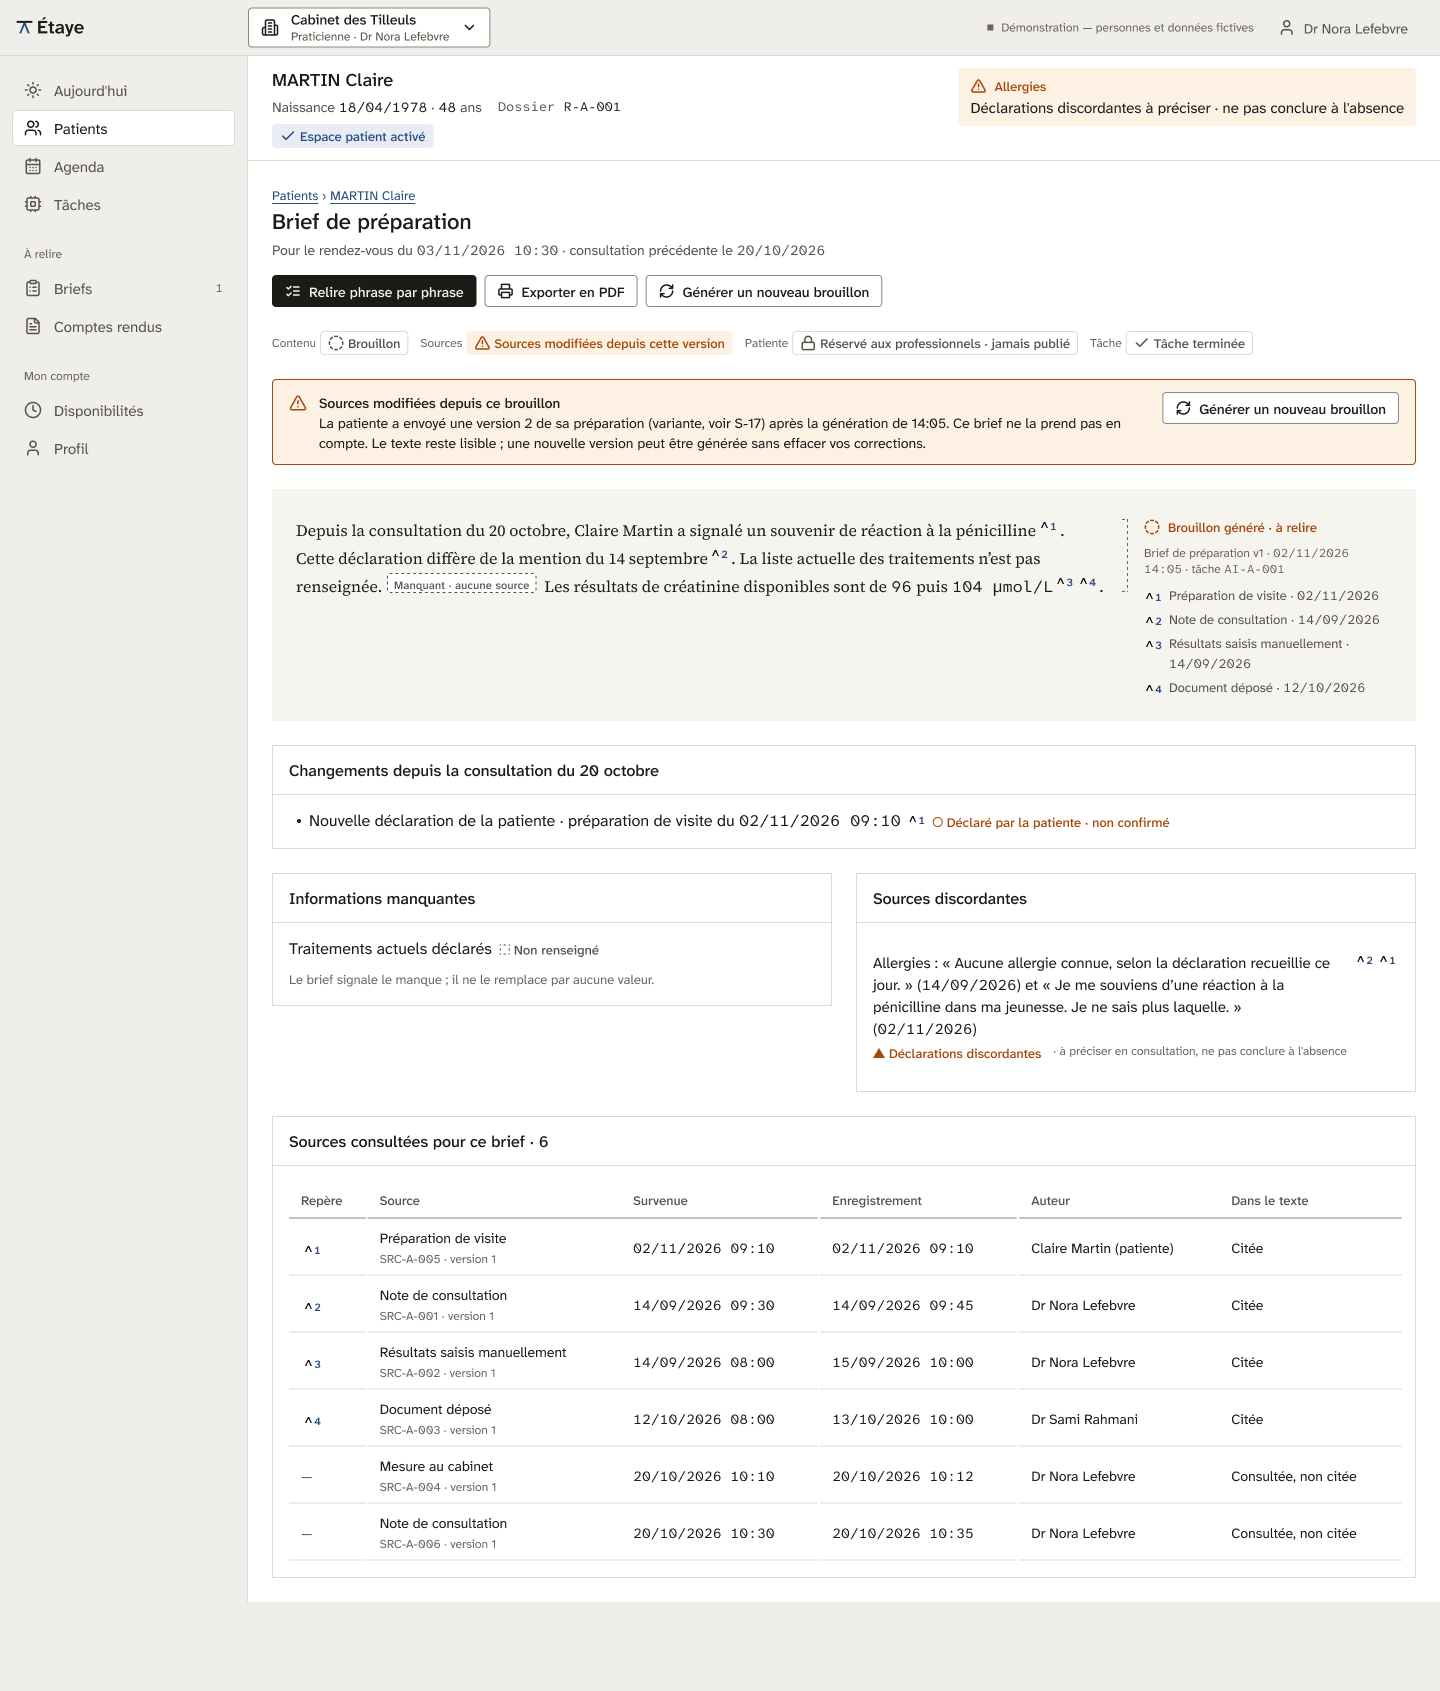 Étaye
Cabinet des Tilleuls
Praticienne · Dr Nora Lefebvre
Démonstration — personnes et données fictives
Dr Nora Lefebvre
Aujourd'hui
Patients
Agenda
Tâches
À relire
Briefs 1
Comptes rendus
Mon compte
Disponibilités
Profil
MARTIN Claire
Naissance 18/04/1978 · 48 ans Dossier R-A-001
Espace patient activé
Allergies
Déclarations discordantes à préciser · ne pas conclure à l'absence
Patients › MARTIN Claire
Brief de préparation
Pour le rendez-vous du 03/11/2026 10:30 · consultation précédente le 20/10/2026
Relire phrase par phrase
Exporter en PDF
Générer un nouveau brouillon
Contenu Brouillon Sources Sources modifiées depuis cette version Patiente Réservé aux professionnels · jamais publié Tâche Tâche terminée
Sources modifiées depuis ce brouillon
La patiente a envoyé une version 2 de sa préparation (variante, voir S-17) après la génération de 14:05. Ce brief ne la prend pas en
compte. Le texte reste lisible ; une nouvelle version peut être générée sans effacer vos corrections.
Générer un nouveau brouillon
Depuis la consultation du 20 octobre, Claire Martin a signalé un souvenir de réaction à la pénicilline ^1.
Cette déclaration diffère de la mention du 14 septembre ^2. La liste actuelle des traitements n’est pas
renseignée. Manquant · aucune source Les résultats de créatinine disponibles sont de 96 puis 104 µmol/L ^3 ^4.
Brouillon généré · à relire
Brief de préparation v1 · 02/11/2026
14:05 · tâche AI-A-001
^1 Préparation de visite · 02/11/2026
^2 Note de consultation · 14/09/2026
^3 Résultats saisis manuellement ·
14/09/2026
^4 Document déposé · 12/10/2026
Changements depuis la consultation du 20 octobre
• Nouvelle déclaration de la patiente · préparation de visite du 02/11/2026 09:10 ^1 Déclaré par la patiente · non confirmé
Informations manquantes
Traitements actuels déclarés Non renseigné
Le brief signale le manque ; il ne le remplace par aucune valeur.
Sources discordantes
Allergies : « Aucune allergie connue, selon la déclaration recueillie ce ^2 ^1
jour. » (14/09/2026) et « Je me souviens d’une réaction à la
pénicilline dans ma jeunesse. Je ne sais plus laquelle. »
(02/11/2026)
Déclarations discordantes · à préciser en consultation, ne pas conclure à l'absence
Sources consultées pour ce brief · 6
Repère Source Survenue Enregistrement Auteur Dans le texte
^1 Préparation de visite 02/11/2026 09:10 02/11/2026 09:10 Claire Martin (patiente) Citée
SRC-A-005 · version 1
^2 Note de consultation 14/09/2026 09:30 14/09/2026 09:45 Dr Nora Lefebvre Citée
SRC-A-001 · version 1
^3 Résultats saisis manuellement 14/09/2026 08:00 15/09/2026 10:00 Dr Nora Lefebvre Citée
SRC-A-002 · version 1
^4 Document déposé 12/10/2026 08:00 13/10/2026 10:00 Dr Sami Rahmani Citée
SRC-A-003 · version 1
— Mesure au cabinet 20/10/2026 10:10 20/10/2026 10:12 Dr Nora Lefebvre Consultée, non citée
SRC-A-004 · version 1
— Note de consultation 20/10/2026 10:30 20/10/2026 10:35 Dr Nora Lefebvre Consultée, non citée
SRC-A-006 · version 1